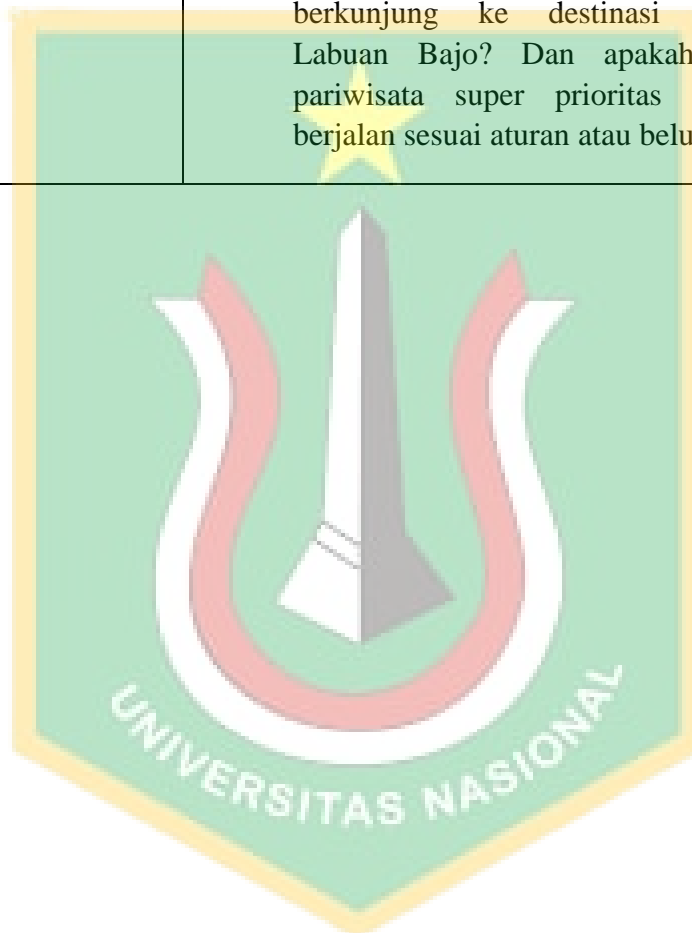 berkunjung ke destinasi
Labuan Bajo? Dan apakah
pariwisata super prioritas
berjalan sesuai aturan atau belu
UNIVERSITAS NASIONAL